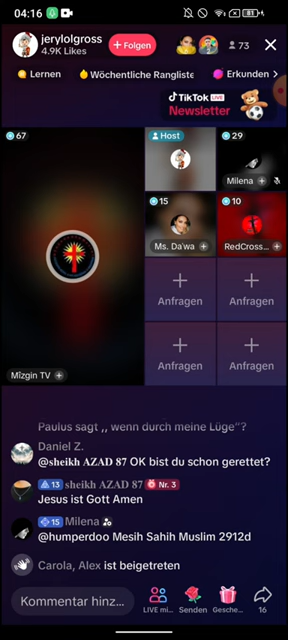 04:16
81
jerylolgross
4.9K Likes
+ Folgen
73
Lernen
Wöchentliche Rangliste
Erkunden
TikTok LIVE
Newsletter
67
Host
29
Milena
15
10
Ms. Da'wa
RedCross...
Anfragen
Anfragen
Anfragen
Anfragen
Mîzgin TV
Paulus sagt ,, wenn durch meine Lüge"?
Daniel Z.
@sheikh AZAD 87 OK bist du schon gerettet?
13 sheikh AZAD 87 Nr. 3
Jesus ist Gott Amen
15 Milena
@humperdoo Mesih Sahih Muslim 2912d
Carola, Alex ist beigetreten
Kommentar hinz...
LIVE mi...
Senden
Gesche...
16